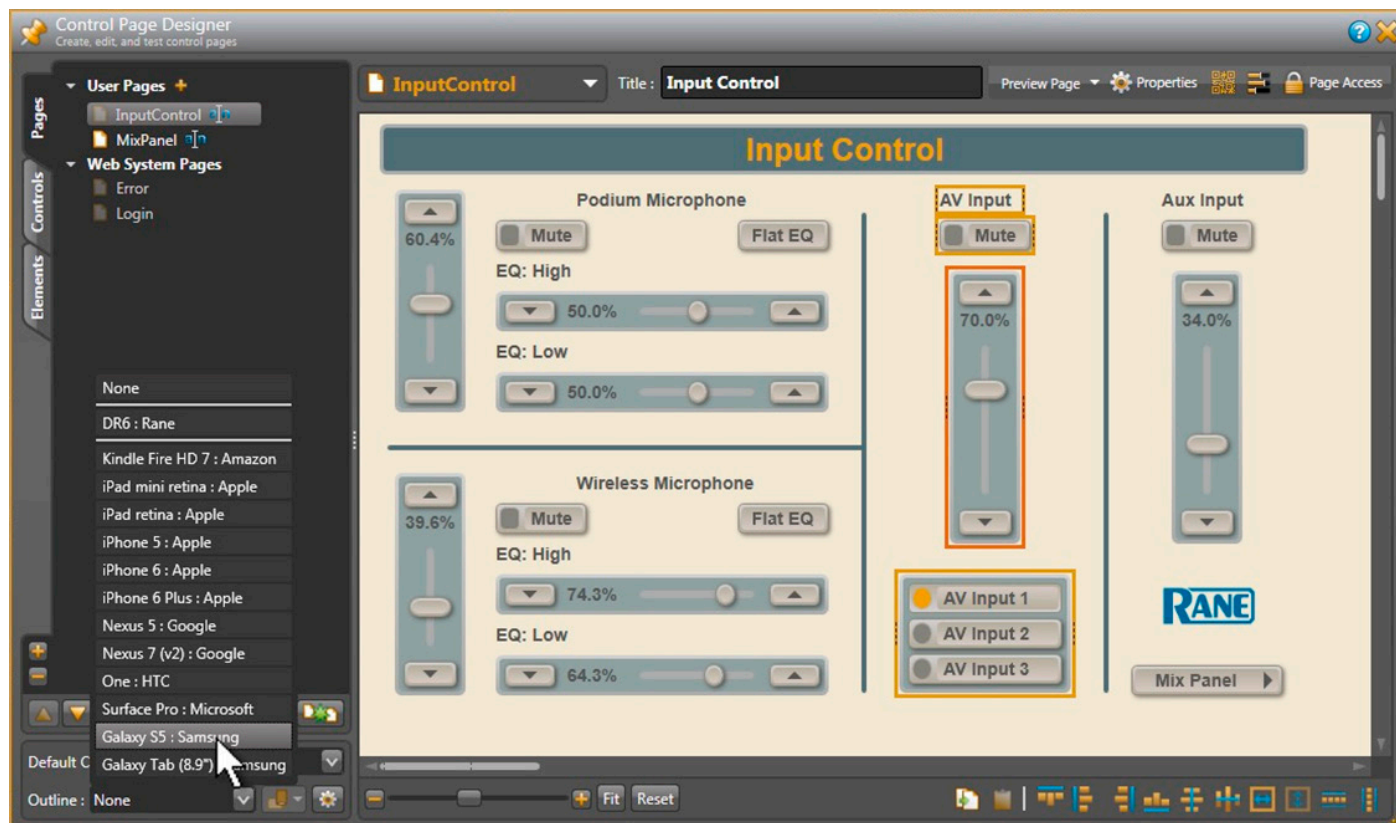 Control Page Designer
Create, edit, and test control pages
Pages
Controls
Elements
User Pages
InputControl
MixPanel
Web System Pages
Error
Login
None
DR6 : Rane
Kindle Fire HD 7 : Amazon
iPad mini retina : Apple
iPad retina : Apple
iPhone 5 : Apple
iPhone 6 : Apple
iPhone 6 Plus : Apple
Nexus 5 : Google
Nexus 7 (v2) : Google
One : HTC
Surface Pro : Microsoft
Galaxy S5 : Samsung
Default C
Galaxy Tab (8.9") msung
Outline : None
InputControl
Title : Input Control
Preview Page
Properties
Page Access
Input Control
60.4%
Podium Microphone
Mute
Flat EQ
EQ: High
50.0%
EQ: Low
50.0%
39.6%
Wireless Microphone
Mute
Flat EQ
EQ: High
74.3%
EQ: Low
64.3%
AV Input
Mute
70.0%
AV Input 1
AV Input 2
AV Input 3
Aux Input
Mute
34.0%
RANE
Mix Panel
Fit
Reset